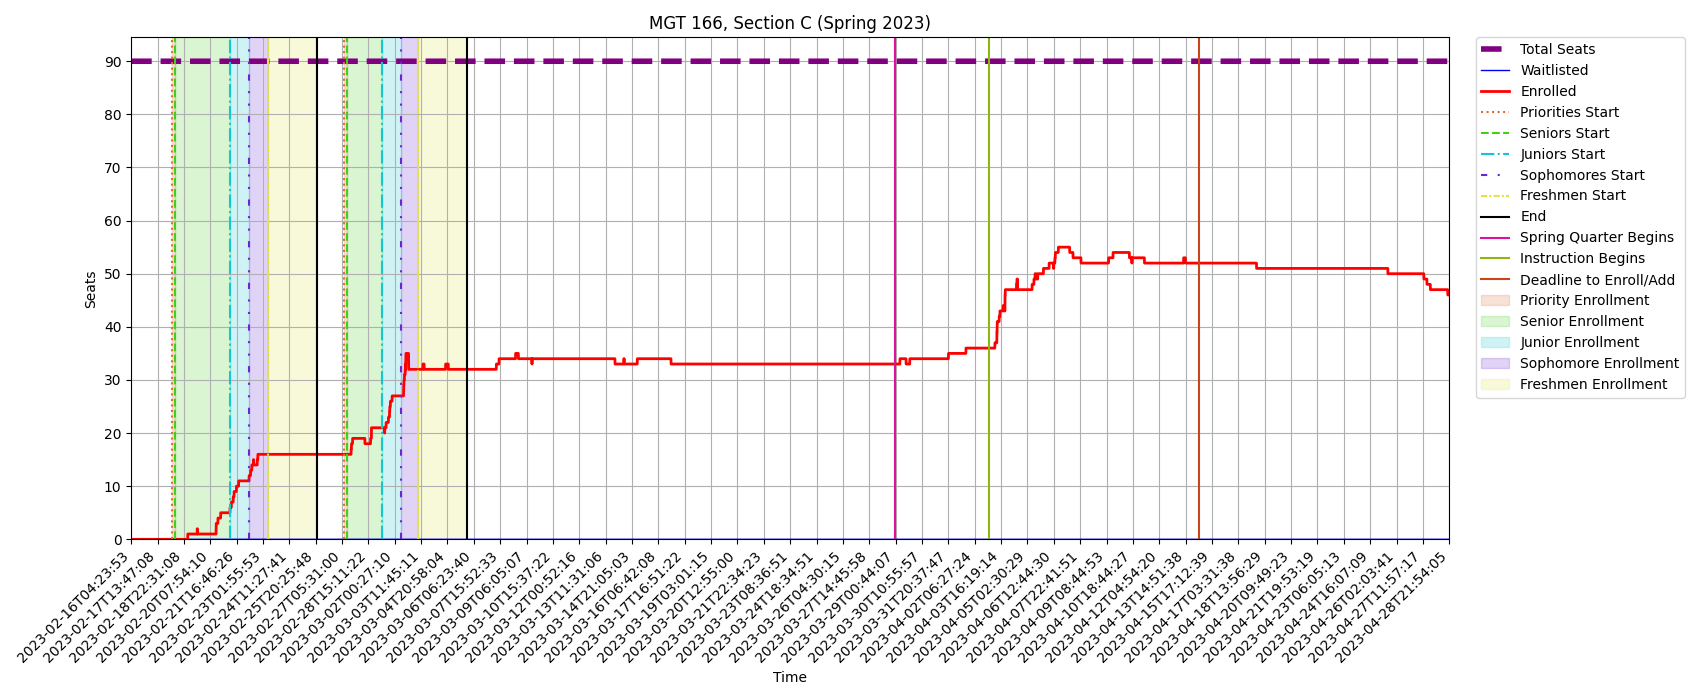 MGT 166, Section C (Spring 2023)
Seats
90
80
70
60
50
40
30
20
10
0
2023-02-16T04:23:53
2023-02-17T13:47:08
2023-02-18T22:31:08
2023-02-20T07:54:10
2023-02-21T16:46:26
2023-02-23T01:55:53
2023-02-24T11:27:41
2023-02-25T20:25:48
2023-02-27T05:31:00
2023-02-28T15:11:22
2023-03-02T00:27:10
2023-03-03T11:45:11
2023-03-04T20:58:04
2023-03-06T06:23:40
2023-03-07T15:52:33
2023-03-09T06:05:07
2023-03-10T15:37:22
2023-03-12T00:52:16
2023-03-13T11:31:06
2023-03-14T21:05:03
2023-03-16T06:42:08
2023-03-17T16:51:22
2023-03-19T03:01:15
2023-03-20T12:55:00
2023-03-21T22:34:23
2023-03-23T08:36:51
2023-03-24T18:34:51
2023-03-26T04:30:15
2023-03-27T14:45:58
2023-03-29T00:44:07
2023-03-30T10:55:57
2023-03-31T20:37:47
2023-04-02T06:27:24
2023-04-03T16:19:14
2023-04-05T02:30:29
2023-04-06T12:44:30
2023-04-07T22:41:51
2023-04-09T08:44:53
2023-04-10T18:44:27
2023-04-12T04:54:20
2023-04-13T14:51:38
2023-04-15T17:12:39
2023-04-17T03:31:38
2023-04-18T13:56:29
2023-04-20T09:49:23
2023-04-21T19:53:19
2023-04-23T06:05:13
2023-04-24T16:07:09
2023-04-26T02:03:41
2023-04-27T11:57:17
2023-04-28T21:54:05
Time
Total Seats
Waitlisted
Enrolled
Priorities Start
Seniors Start
Juniors Start
Sophomores Start
Freshmen Start
End
Spring Quarter Begins
Instruction Begins
Deadline to Enroll/Add
Priority Enrollment
Senior Enrollment
Junior Enrollment
Sophomore Enrollment
Freshmen Enrollment